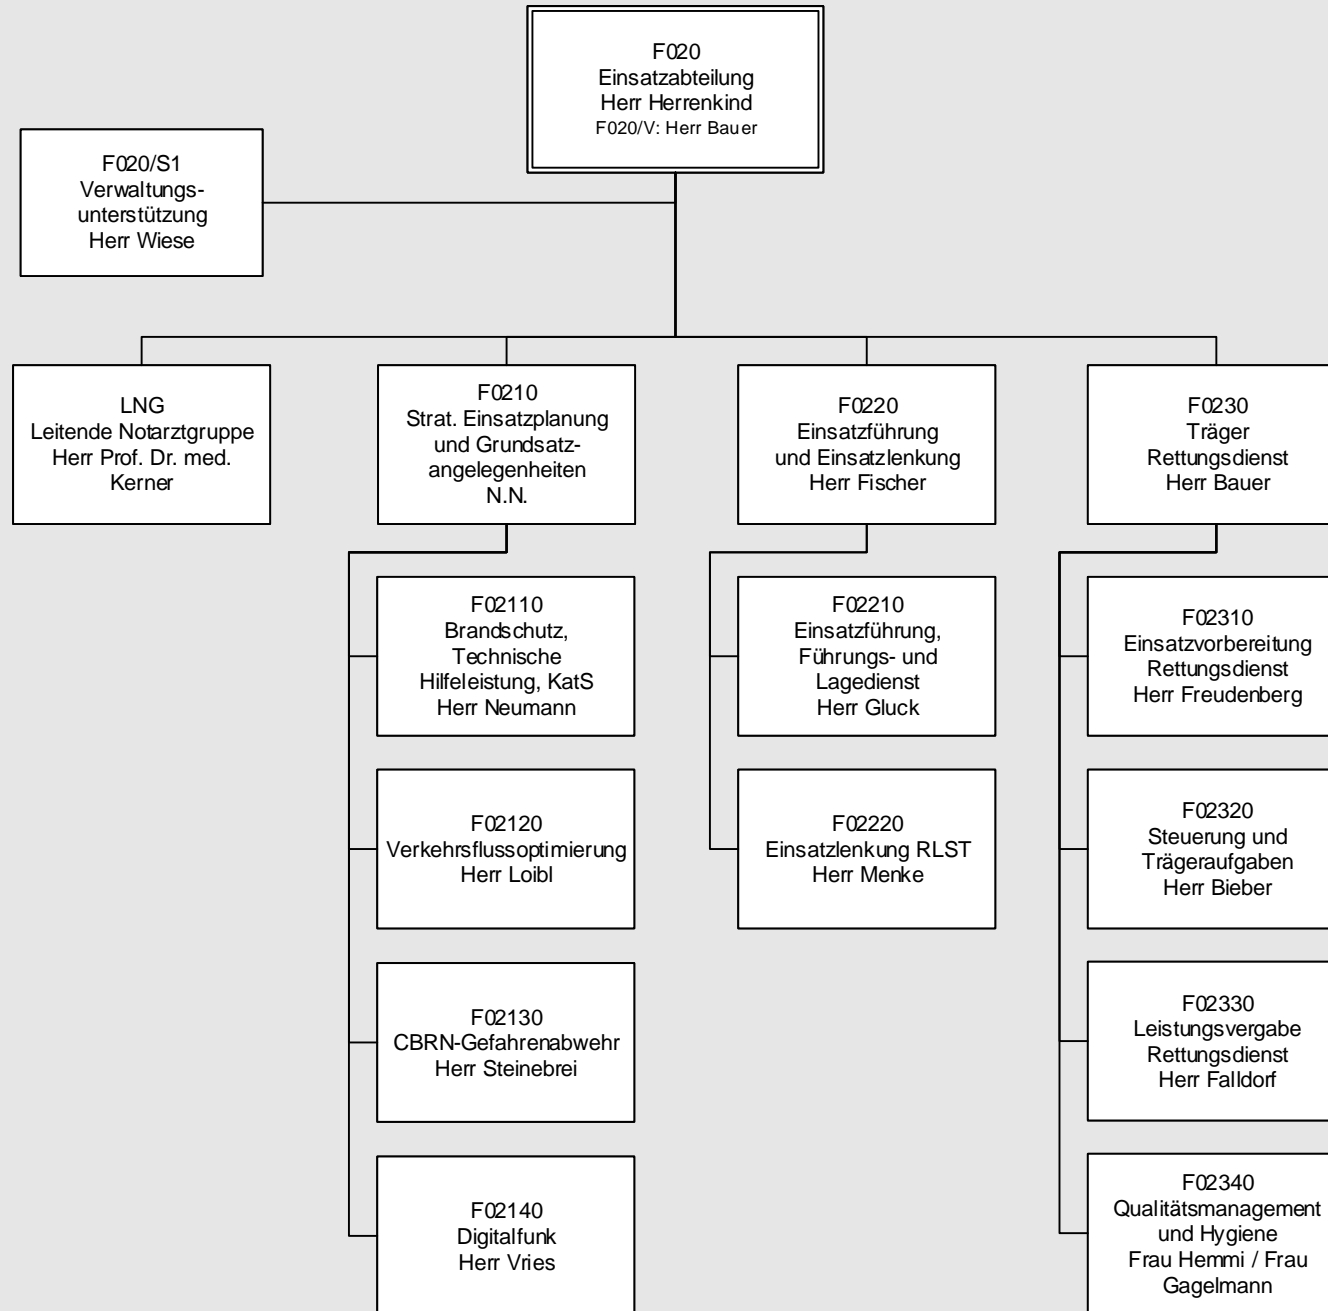 F020
Einsatzabteilung
Herr Herrenkind
F020/V: Herr Bauer
F020/S1
Verwaltungs-
unterstützung
Herr Wiese
LNG
Leitende Notarztgruppe
Herr Prof. Dr. med.
Kerner
F0210
Strat. Einsatzplanung
und Grundsatz-
angelegenheiten
N.N.
F02110
Brandschutz,
Technische
Hilfeleistung, KatS
Herr Neumann
F02120
Verkehrsflussoptimierung
Herr Loibl
F02130
CBRN-Gefahrenabwehr
Herr Steinebrei
F02140
Digitalfunk
Herr Vries
F0220
Einsatzführung
und Einsatzlenkung
Herr Fischer
F02210
Einsatzführung,
Führungs- und
Lagedienst
Herr Gluck
F02220
Einsatzlenkung RLST
Herr Menke
F0230
Träger
Rettungsdienst
Herr Bauer
F02310
Einsatzvorbereitung
Rettungsdienst
Herr Freudenberg
F02320
Steuerung und
Trägeraufgaben
Herr Bieber
F02330
Leistungsvergabe
Rettungsdienst
Herr Falldorf
F02340
Qualitätsmanagement
und Hygiene
Frau Hemmi / Frau
Gagelmann